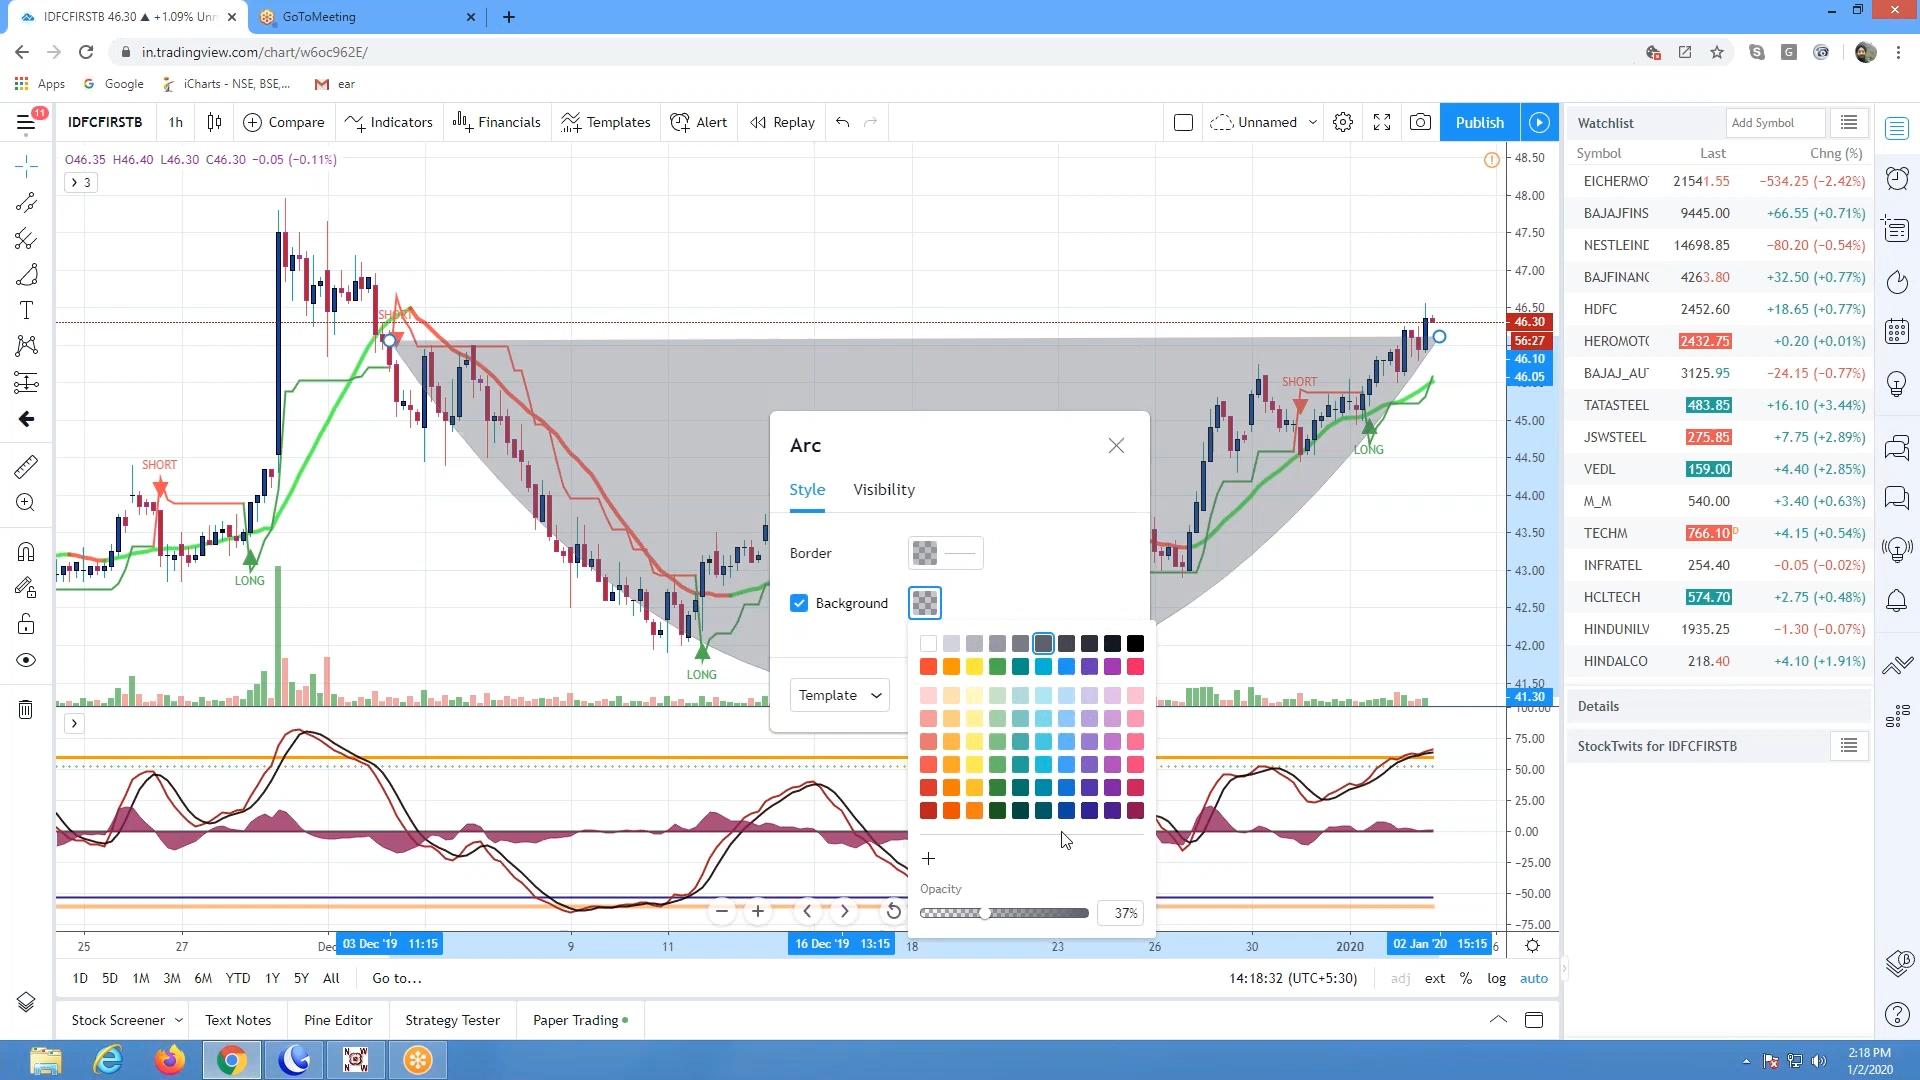 IDFCFIRSTB 46.30 ▲ +1.09% Unn
GoToMeeting
in.tradingview.com/chart/w6oc962E/
Apps
Google
iCharts - NSE, BSE,...
ear
11
IDFCFIRSTB
1h
Compare
Indicators
Financials
Templates
Alert
Replay
Unnamed
Publish
O46.35 H46.40 L46.30 C46.30 −0.05 (−0.11%)
3
SHORT
LONG
SHORT
LONG
SHORT
LONG
48.50
48.00
47.50
47.00
46.50
46.30
56:27
46.10
46.05
45.00
44.50
44.00
43.50
43.00
42.50
42.00
41.50
41.30
100.00
75.00
50.00
25.00
0.00
−25.00
−50.00
−75.00
Arc
Style
Visibility
Border
Background
Template
Opacity
37%
25
27
Dec
03 Dec '19 11:15
9
11
16 Dec '19 13:15
18
23
26
30
2020
02 Jan '20 15:15
6
1D 5D 1M 3M 6M YTD 1Y 5Y All
Go to...
14:18:32 (UTC+5:30)
adj ext % log auto
Stock Screener
Text Notes
Pine Editor
Strategy Tester
Paper Trading
Watchlist
Add Symbol
Symbol Last Chng (%)
EICHERMO 21541.55 −534.25 (−2.42%)
BAJAJFINS 9445.00 +66.55 (+0.71%)
NESTLEIND 14698.85 −80.20 (−0.54%)
BAJFINANC 4263.80 +32.50 (+0.77%)
HDFC 2452.60 +18.65 (+0.77%)
HEROMOTO 2432.75 +0.20 (+0.01%)
BAJAJ_AUT 3125.95 −24.15 (−0.77%)
TATASTEEL 483.85 +16.10 (+3.44%)
JSWSTEEL 275.85 +7.75 (+2.89%)
VEDL 159.00 +4.40 (+2.85%)
M_M 540.00 +3.40 (+0.63%)
TECHM 766.10 D +4.15 (+0.54%)
INFRATEL 254.40 −0.05 (−0.02%)
HCLTECH 574.70 +2.75 (+0.48%)
HINDUNILV 1935.25 −1.30 (−0.07%)
HINDALCO 218.40 +4.10 (+1.91%)
Details
StockTwits for IDFCFIRSTB
2:18 PM
1/2/2020